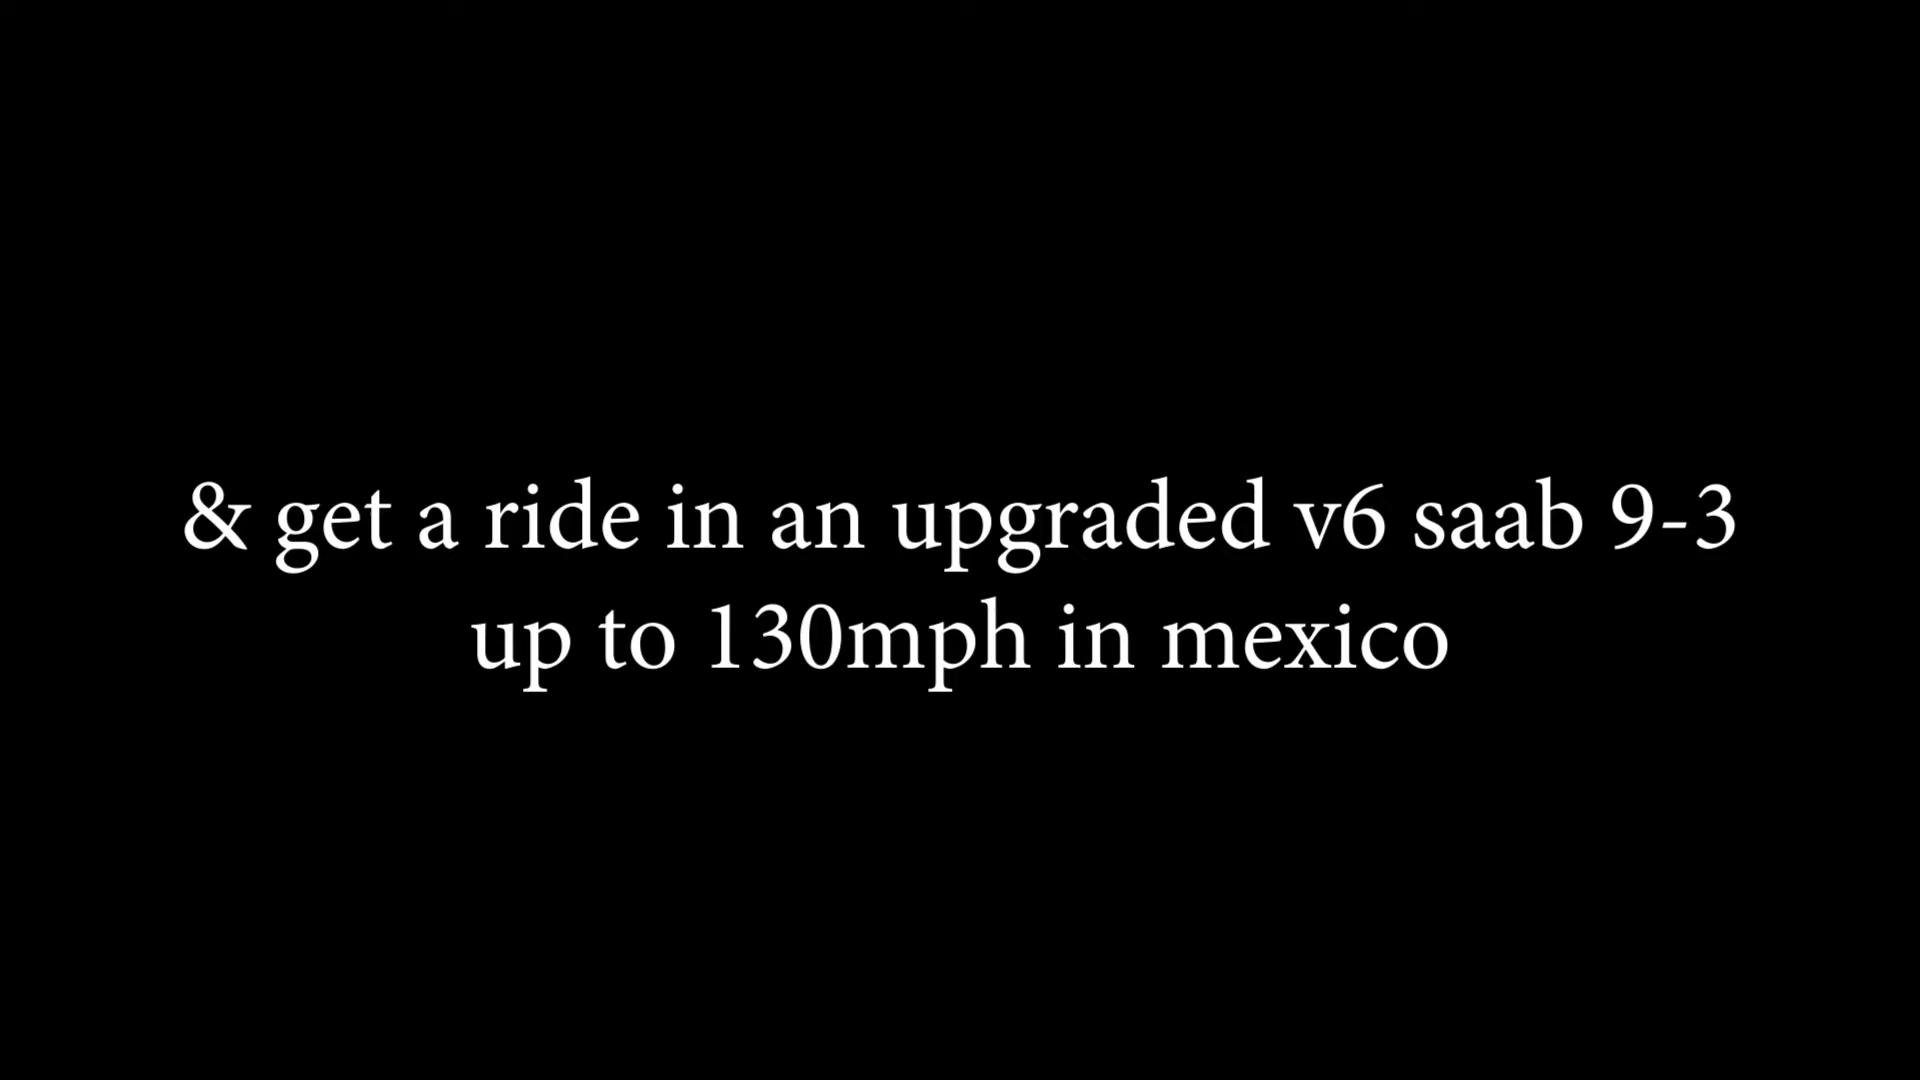 & get a ride in an upgraded v6 saab 9-3
up to 130mph in mexico